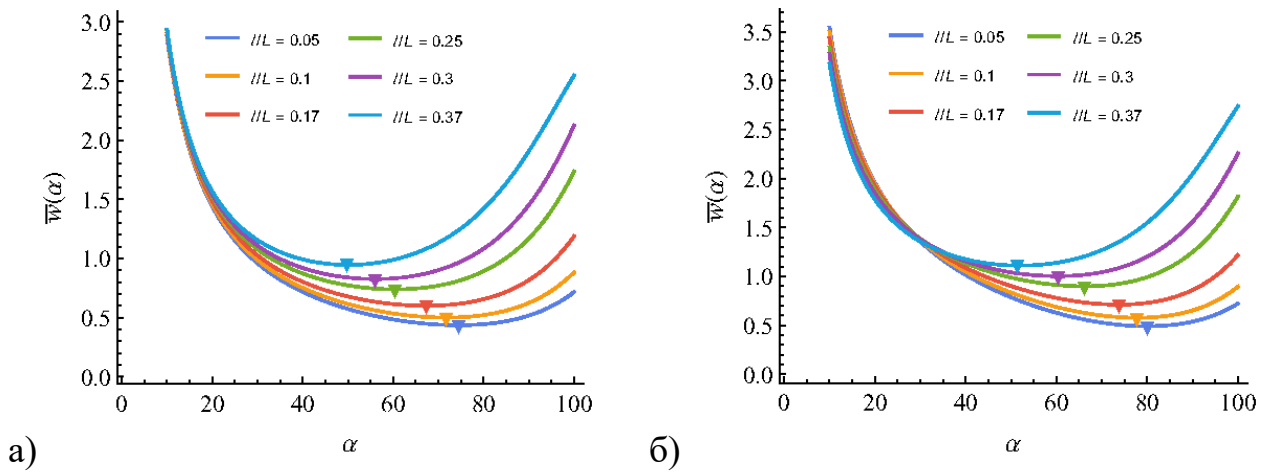 3.0
2.5
2.0
1.5
1.0
0.5
0.0
w̅(α)
l/L = 0.05
l/L = 0.25
l/L = 0.1
l/L = 0.3
l/L = 0.17
l/L = 0.37
0 20 40 60 80 100
α
а)
3.5
3.0
2.5
2.0
1.5
1.0
0.5
0.0
w̅(α)
l/L = 0.05
l/L = 0.25
l/L = 0.1
l/L = 0.3
l/L = 0.17
l/L = 0.37
0 20 40 60 80 100
α
б)